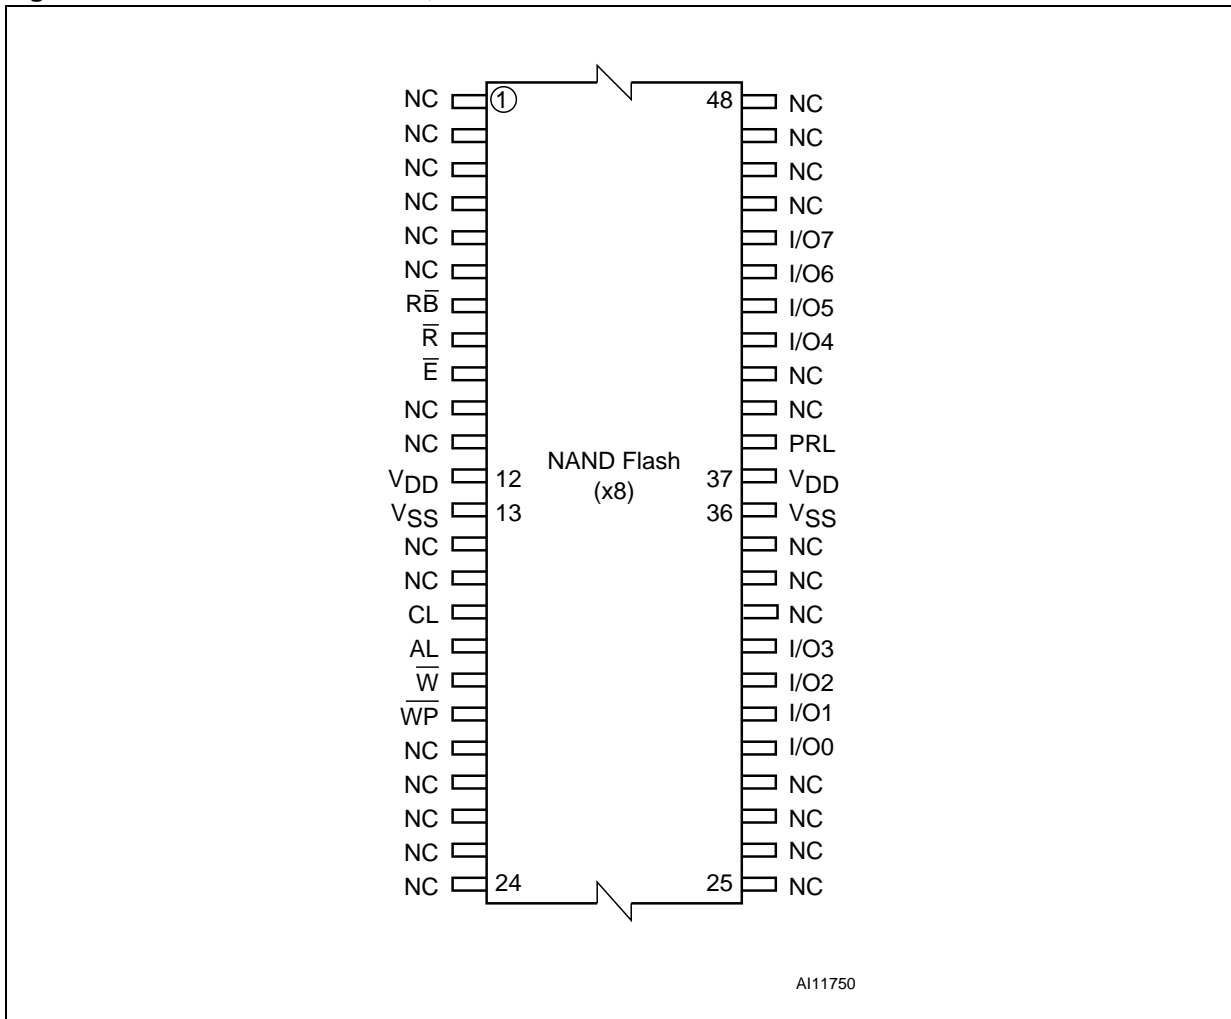 NC 1 48 NC
NC NC
NC NC
NC NC
NC I/O7
NC I/O6
RB̅ I/O5
R̅ I/O4
E̅ NC
NC NC
NC PRL
NAND Flash
VDD 12 37 VDD
(x8)
VSS 13 36 VSS
NC NC
NC NC
CL NC
AL I/O3
W̅ I/O2
W̅P̅ I/O1
NC I/O0
NC NC
NC NC
NC NC
NC 24 25 NC
AI11750